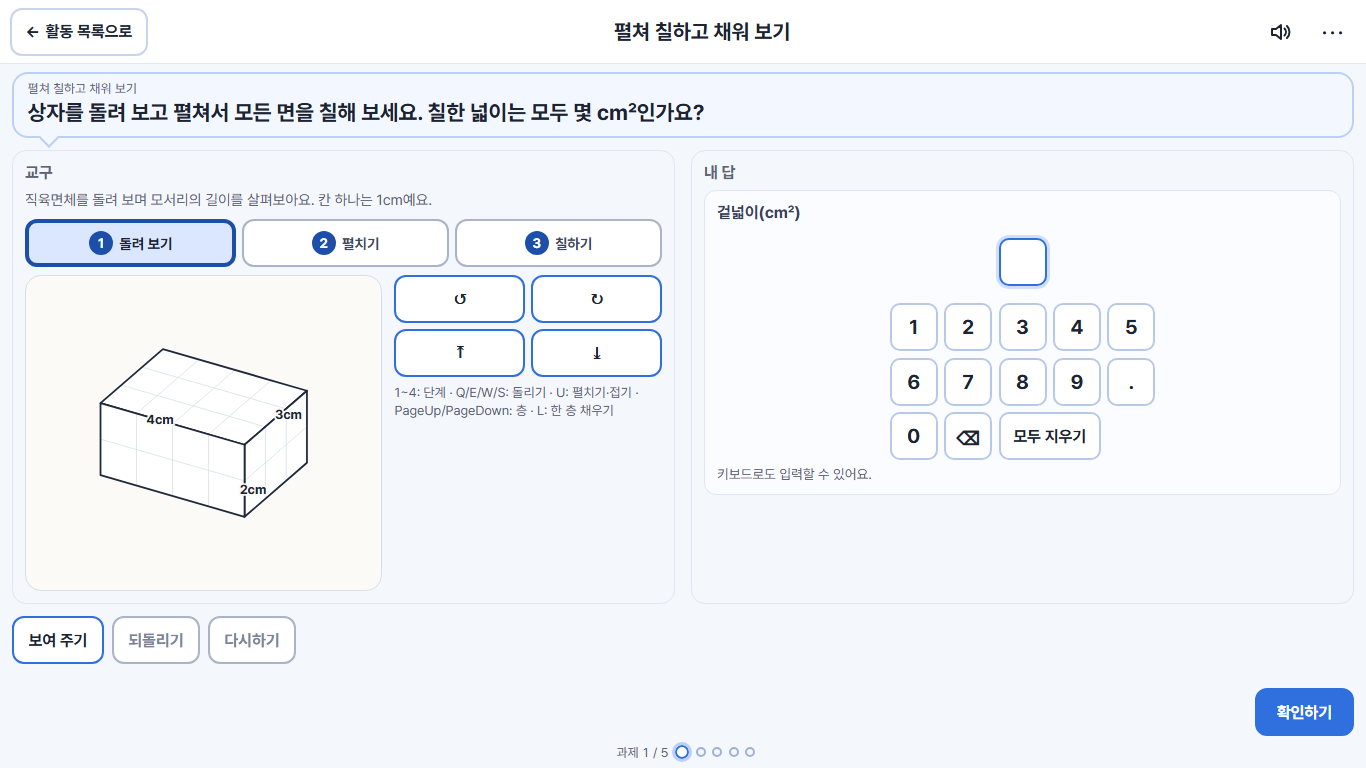 ← 활동 목록으로
펼쳐 칠하고 채워 보기
...
펼쳐 칠하고 채워 보기
상자를 돌려 보고 펼쳐서 모든 면을 칠해 보세요. 칠한 넓이는 모두 몇 cm²인가요?
교구
직육면체를 돌려 보며 모서리의 길이를 살펴보아요. 칸 하나는 1cm예요.
1 돌려 보기
2 펼치기
3 칠하기
↺ ↻
⤒ ⤓
1~4: 단계 · Q/E/W/S: 돌리기 · U: 펼치기·접기 ·
PageUp/PageDown: 층 · L: 한 층 채우기
4cm
3cm
2cm
내 답
겉넓이(cm²)
1 2 3 4 5
6 7 8 9 .
0 ⌫ 모두 지우기
키보드로도 입력할 수 있어요.
보여 주기
되돌리기
다시하기
확인하기
과제 1 / 5